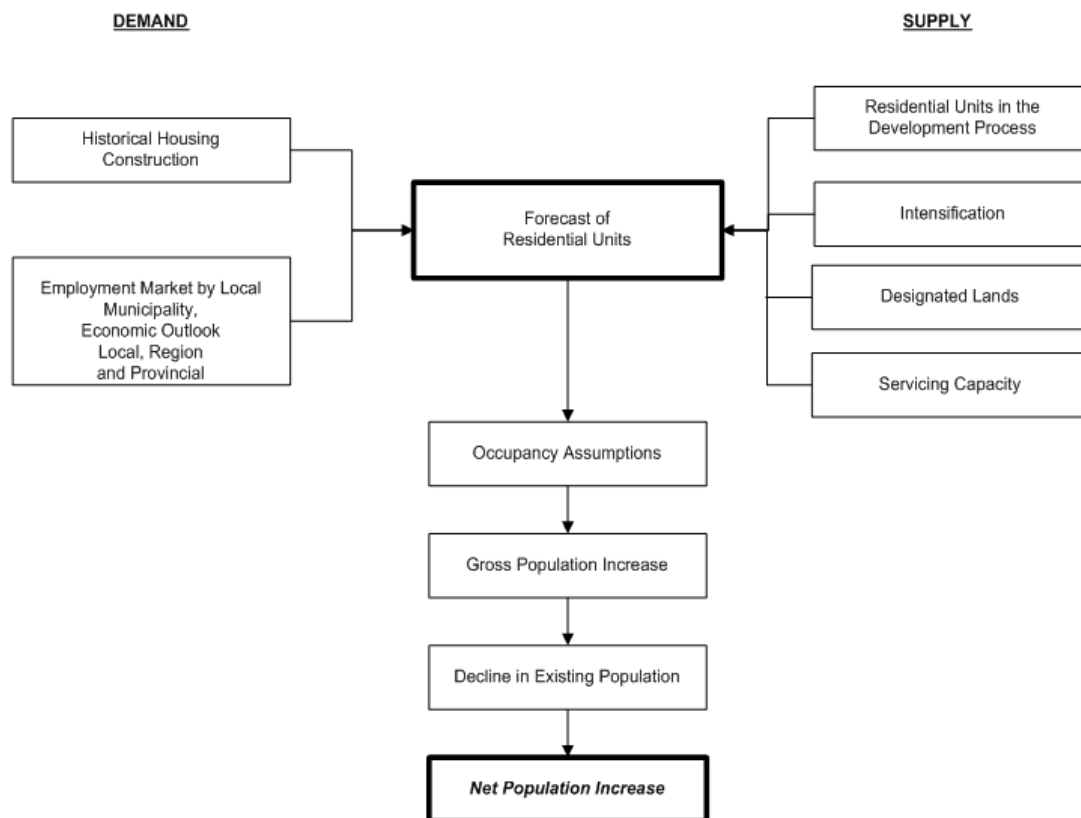 DEMAND
SUPPLY
Historical Housing
Construction
Employment Market by Local
Municipality,
Economic Outlook
Local, Region
and Provincial
Forecast of
Residential Units
Residential Units in the
Development Process
Intensification
Designated Lands
Servicing Capacity
Occupancy Assumptions
Gross Population Increase
Decline in Existing Population
Net Population Increase